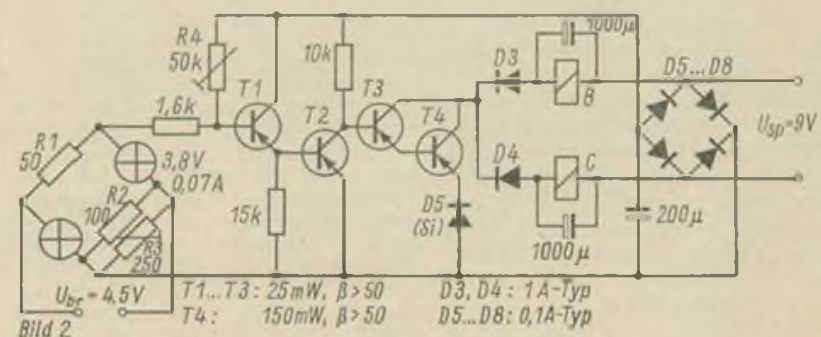 R4
50k
T1
10k
T2
T3
T4
D3
1000µ
B
D5...D8
Usp=9V
R1
50
1,6k
3,8V
0,07A
R2
100
R3
250
15k
D5
(Si)
D4
C
1000µ
200µ
Ubr=4,5V
T1...T3: 25mW, β>50
T4: 150mW, β>50
D3, D4: 1A-Typ
D5...D8: 0,1A-Typ
Bild 2